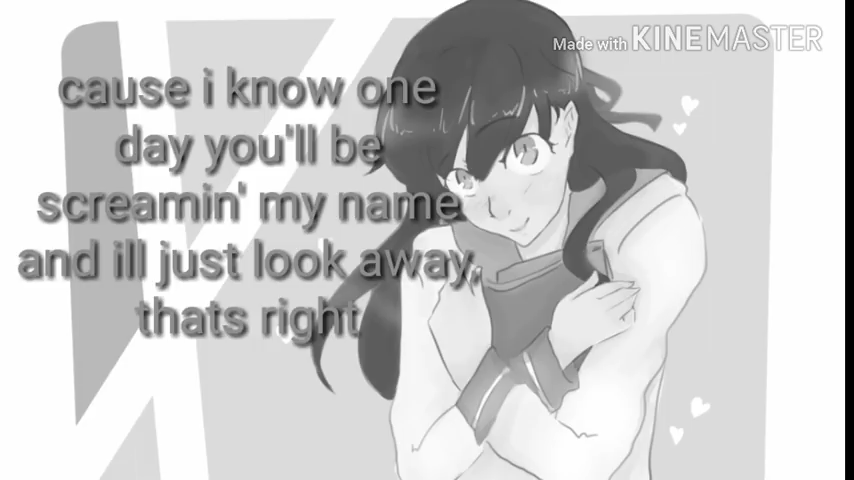 Made with KINEMASTER
cause i know one
day you'll be
screamin' my name
and ill just look away,
thats right